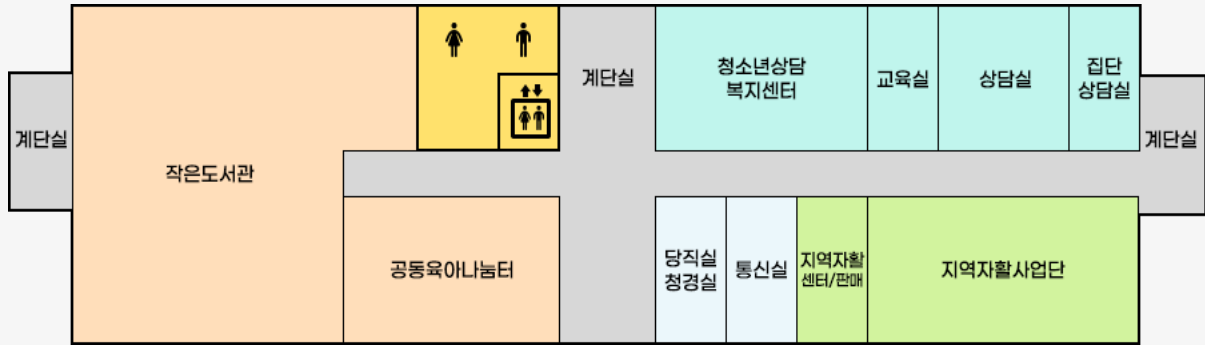 계단실
작은도서관
공동육아나눔터
계단실
청소년상담
복지센터
교육실
상담실
집단
상담실
계단실
당직실
청경실
통신실
지역자활
센터/판매
지역자활사업단